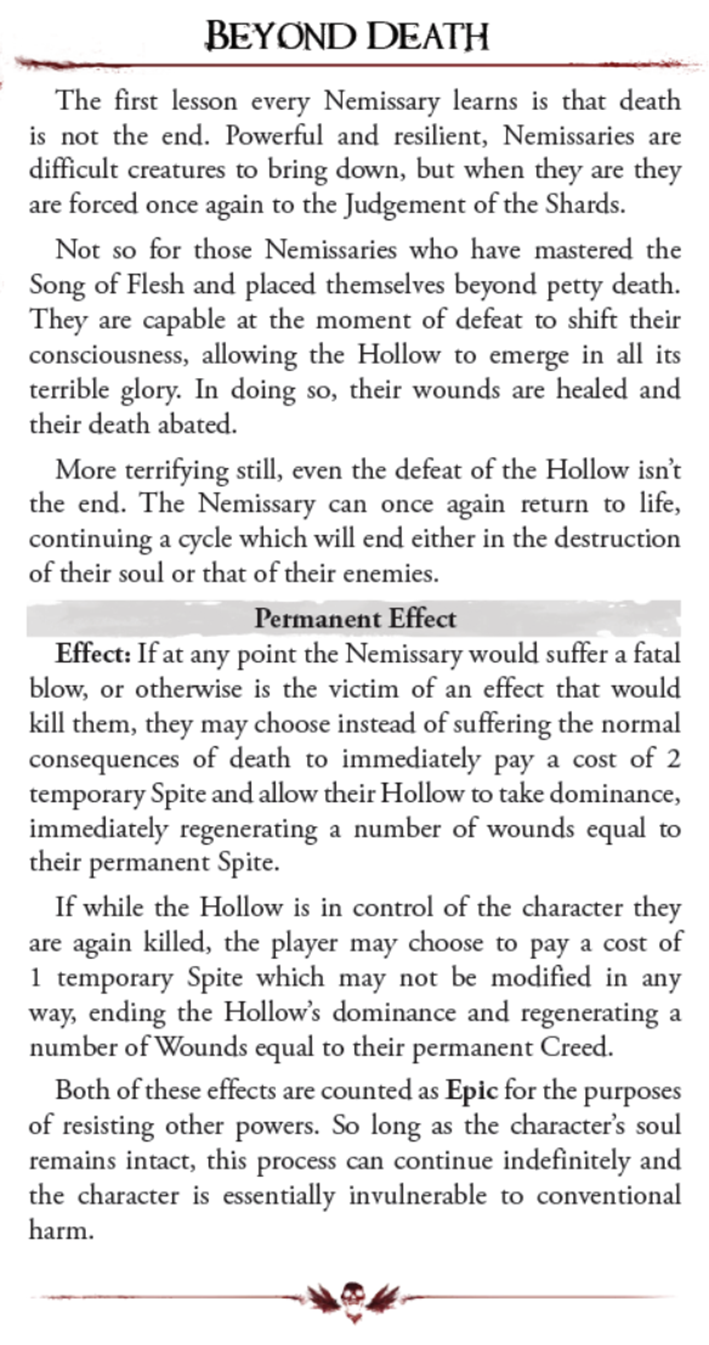 BEYOND DEATH
The first lesson every Nemissary learns is that death
is not the end. Powerful and resilient, Nemissaries are
difficult creatures to bring down, but when they are they
are forced once again to the Judgement of the Shards.
Not so for those Nemissaries who have mastered the
Song of Flesh and placed themselves beyond petty death.
They are capable at the moment of defeat to shift their
consciousness, allowing the Hollow to emerge in all its
terrible glory. In doing so, their wounds are healed and
their death abated.
More terrifying still, even the defeat of the Hollow isn’t
the end. The Nemissary can once again return to life,
continuing a cycle which will end either in the destruction
of their soul or that of their enemies.
Permanent Effect
Effect: If at any point the Nemissary would suffer a fatal
blow, or otherwise is the victim of an effect that would
kill them, they may choose instead of suffering the normal
consequences of death to immediately pay a cost of 2
temporary Spite and allow their Hollow to take dominance,
immediately regenerating a number of wounds equal to
their permanent Spite.
If while the Hollow is in control of the character they
are again killed, the player may choose to pay a cost of
1 temporary Spite which may not be modified in any
way, ending the Hollow’s dominance and regenerating a
number of Wounds equal to their permanent Creed.
Both of these effects are counted as Epic for the purposes
of resisting other powers. So long as the character’s soul
remains intact, this process can continue indefinitely and
the character is essentially invulnerable to conventional
harm.